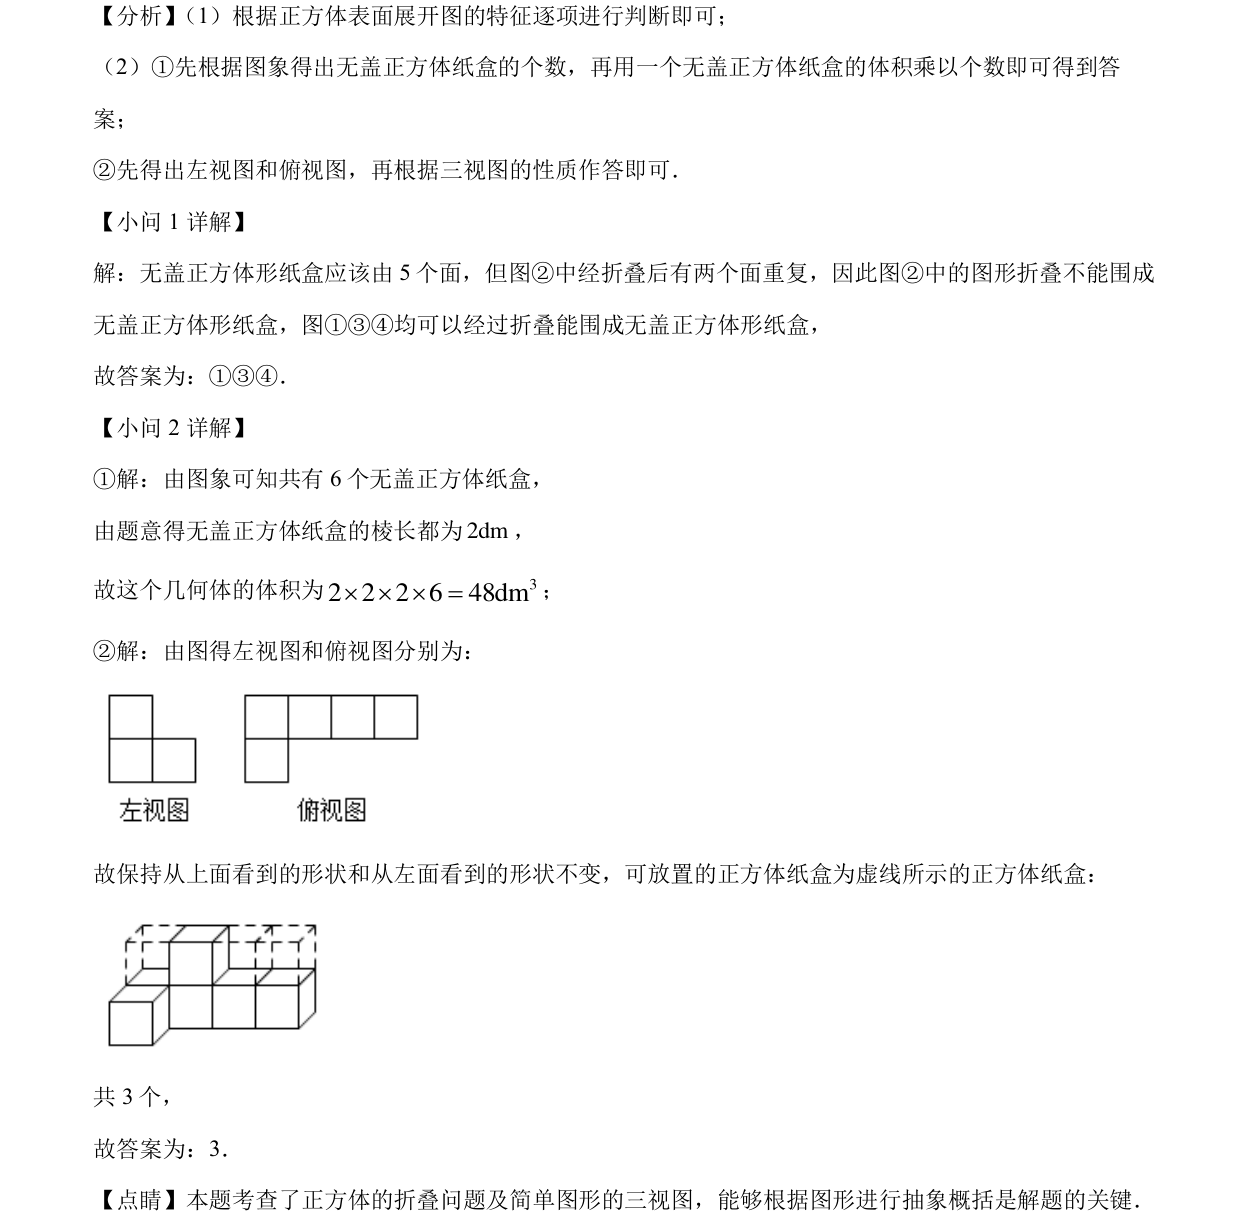 【分析】（1）根据正方体表面展开图的特征逐项进行判断即可；
（2）①先根据图象得出无盖正方体纸盒的个数，再用一个无盖正方体纸盒的体积乘以个数即可得到答
案；
②先得出左视图和俯视图，再根据三视图的性质作答即可．
【小问 1 详解】
解：无盖正方体形纸盒应该由 5 个面，但图②中经折叠后有两个面重复，因此图②中的图形折叠不能围成
无盖正方体形纸盒，图①③④均可以经过折叠能围成无盖正方体形纸盒，
故答案为：①③④．
【小问 2 详解】
①解：由图象可知共有 6 个无盖正方体纸盒，
由题意得无盖正方体纸盒的棱长都为 2dm，
故这个几何体的体积为 2×2×2×6＝48dm³；
②解：由图得左视图和俯视图分别为：
左视图 俯视图
故保持从上面看到的形状和从左面看到的形状不变，可放置的正方体纸盒为虚线所示的正方体纸盒：
共 3 个，
故答案为：3．
【点睛】本题考查了正方体的折叠问题及简单图形的三视图，能够根据图形进行抽象概括是解题的关键．